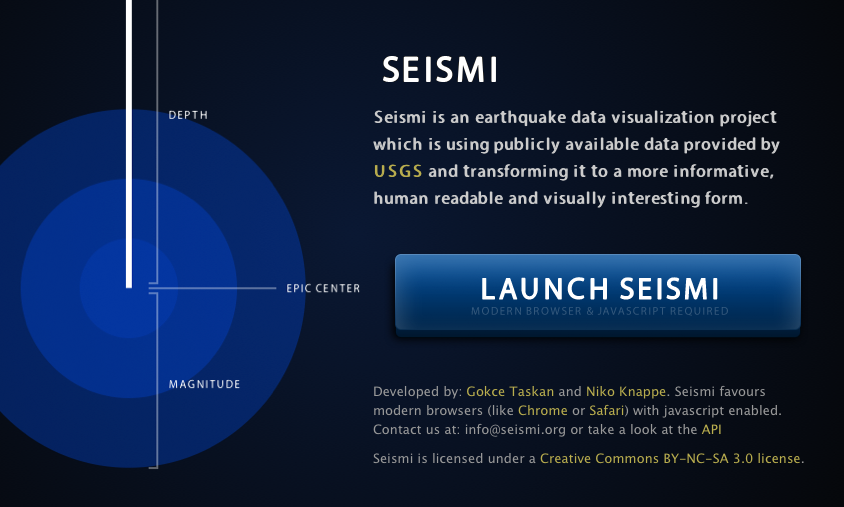 SEISMI
DEPTH
Seismi is an earthquake data visualization project
which is using publicly available data provided by
USGS and transforming it to a more informative,
human readable and visually interesting form.
EPIC CENTER
LAUNCH SEISMI
MODERN BROWSER & JAVASCRIPT REQUIRED
MAGNITUDE
Developed by: Gokce Taskan and Niko Knappe. Seismi favours
modern browsers (like Chrome or Safari) with javascript enabled.
Contact us at: info@seismi.org or take a look at the API
Seismi is licensed under a Creative Commons BY-NC-SA 3.0 license.